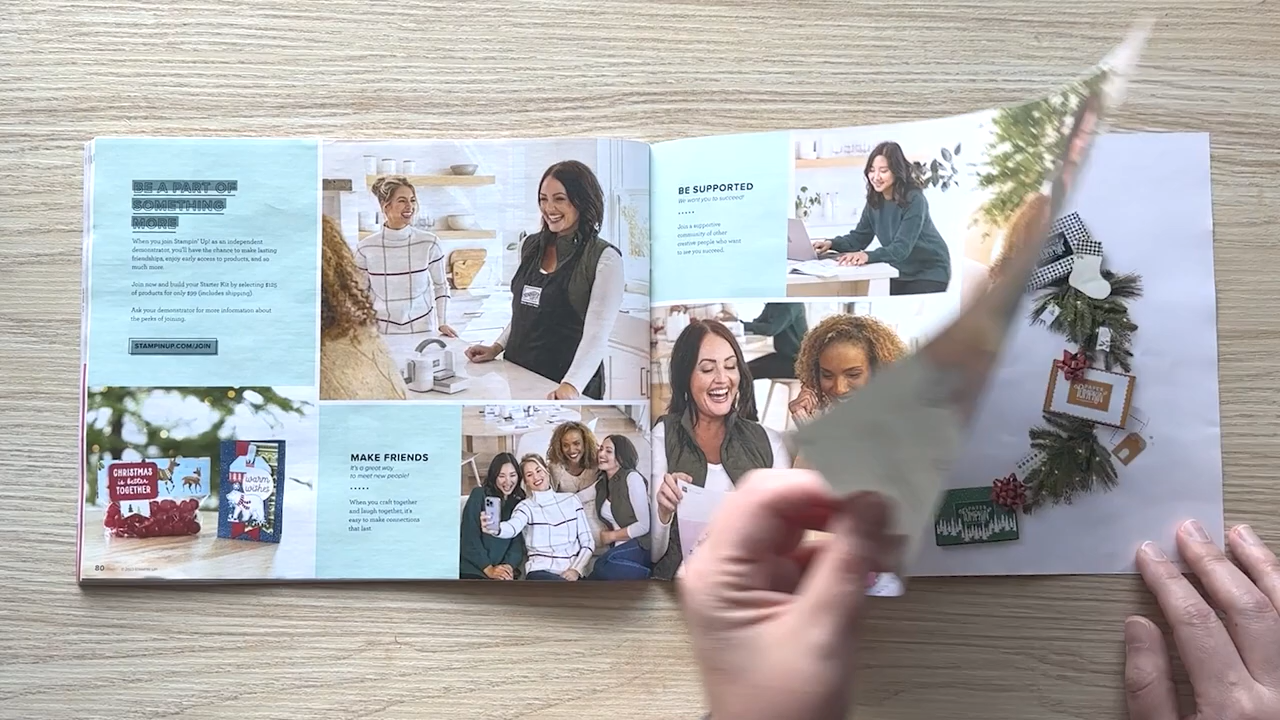 BE A PART OF
SOMETHING
MORE
When you join Stampin' Up! as an independent
demonstrator, you'll have the chance to make lasting
friendships, enjoy early access to products, and so
much more.
Join now and build your Starter Kit by selecting $125
of products for only $99 (includes shipping).
Ask your demonstrator for more information about
the perks of joining.
STAMPINUP.COM/JOIN
CHRISTMAS
is better
TOGETHER
warm
wishes
80
MAKE FRIENDS
It's a great way
to meet new people!
When you craft together
and laugh together, it's
easy to make connections
that last.
BE SUPPORTED
We want you to succeed!
Join a supportive
community of other
creative people who want
to see you succeed.